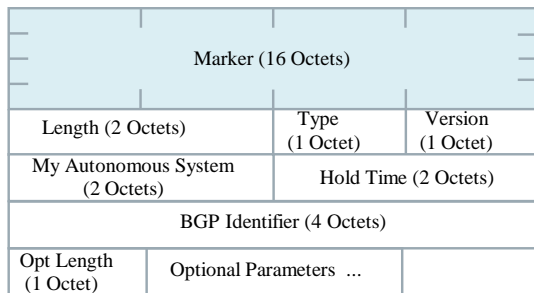 Marker (16 Octets)
Length (2 Octets)
Type
(1 Octet)
Version
(1 Octet)
My Autonomous System
(2 Octets)
Hold Time (2 Octets)
BGP Identifier (4 Octets)
Opt Length
(1 Octet)
Optional Parameters ...